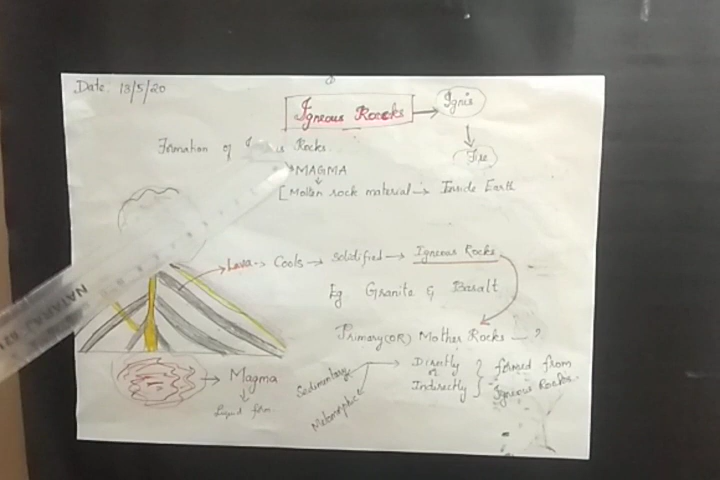 Date 13/5/20
Igneous Rocks → Ignis
Fire
Formation of Rocks
MAGMA
[Molten rock material → Inside Earth
Lava → Cools → Solidified → Igneous Rocks
Eg Granite & Basalt
Primary (OR) Mother Rocks - ?
Magma
Liquid form
Sedimentary
Metamorphic
Directly
or
Indirectly
formed from
Igneous Rocks.
NATARAJ 621